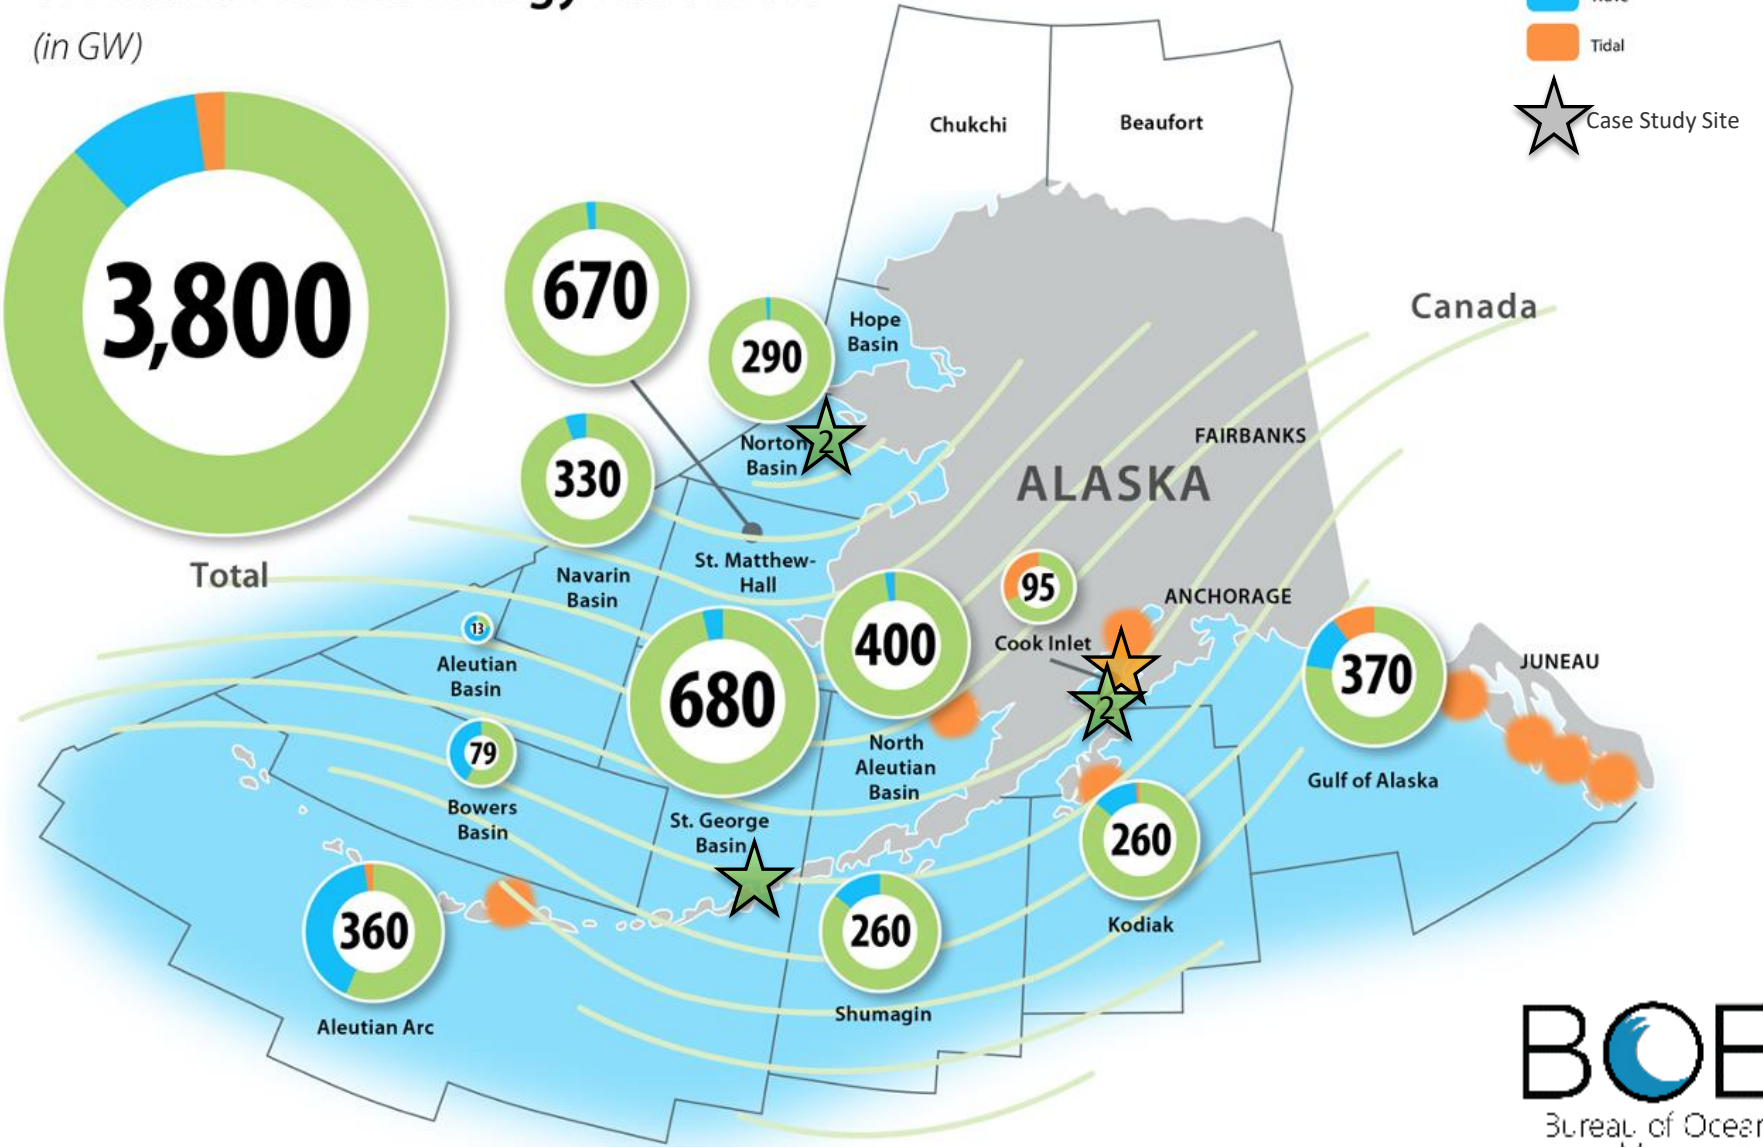 (in GW)
Tidal
Case Study Site
Chukchi
Beaufort
3,800
Total
670
290
Hope
Basin
Canada
Norton
Basin
2
330
FAIRBANKS
ALASKA
Navarin
Basin
St. Matthew-
Hall
95
ANCHORAGE
13
Aleutian
Basin
Cook Inlet
400
680
2
370
JUNEAU
79
Bowers
Basin
North
Aleutian
Basin
Gulf of Alaska
St. George
Basin
260
Kodiak
360
Aleutian Arc
260
Shumagin
BOE
Bureau of Ocean